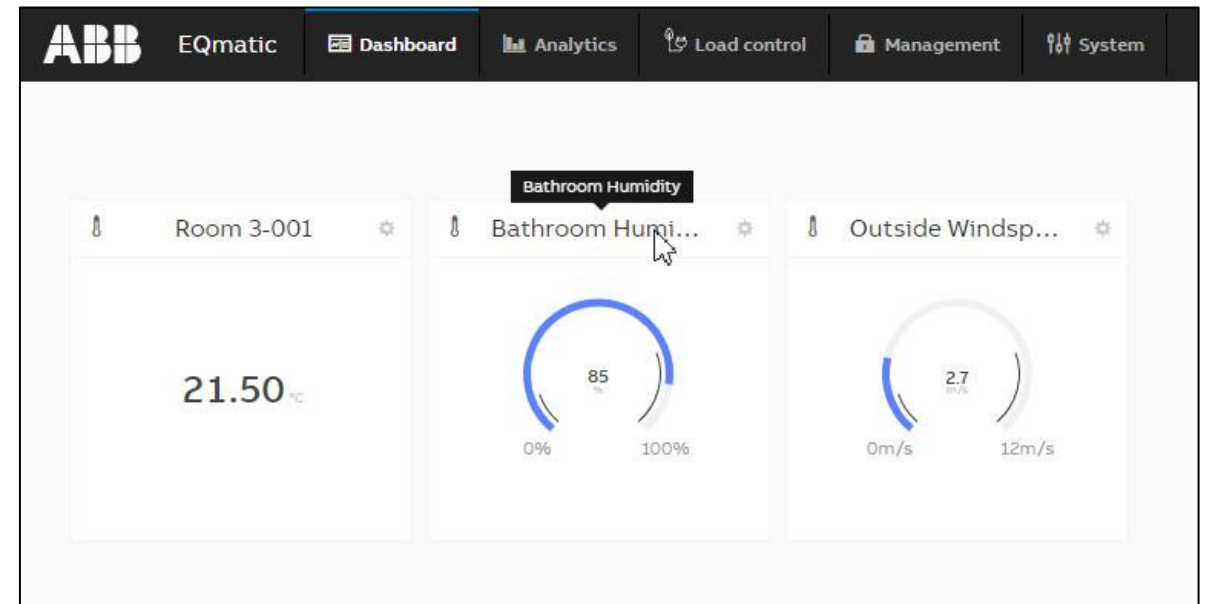 ABB EQmatic Dashboard Analytics Load control Management System
Bathroom Humidity
Room 3-001 Bathroom Humi... Outside Windsp...
21.50 °C
85
%
0% 100%
2.7
m/s
0m/s 12m/s